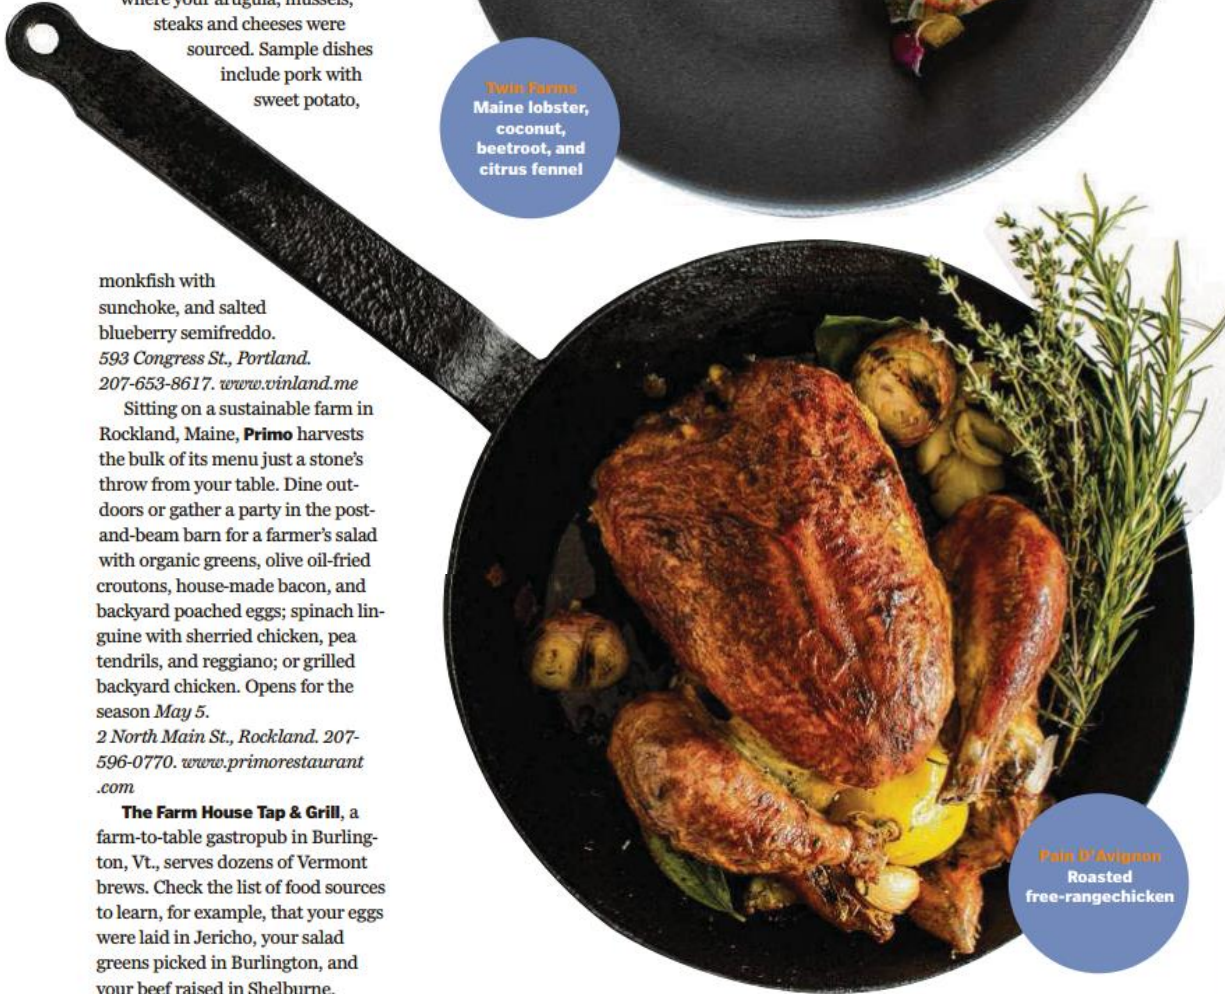 where your arugula, mussels,
steaks and cheeses were
sourced. Sample dishes
include pork with
sweet potato,
monkfish with
sunchoke, and salted
blueberry semifreddo.
593 Congress St., Portland.
207-653-8617. www.vinland.me
Sitting on a sustainable farm in
Rockland, Maine, Primo harvests
the bulk of its menu just a stone's
throw from your table. Dine out-
doors or gather a party in the post-
and-beam barn for a farmer's salad
with organic greens, olive oil-fried
croutons, house-made bacon, and
backyard poached eggs; spinach lin-
guine with sherried chicken, pea
tendrils, and reggiano; or grilled
backyard chicken. Opens for the
season May 5.
2 North Main St., Rockland. 207-
596-0770. www.primorestaurant
.com
The Farm House Tap & Grill, a
farm-to-table gastropub in Burling-
ton, Vt., serves dozens of Vermont
brews. Check the list of food sources
to learn, for example, that your eggs
were laid in Jericho, your salad
greens picked in Burlington, and
your beef raised in Shelburne.
Twin Farms
Maine lobster,
coconut,
beetroot, and
citrus fennel
Pain D'Avignon
Roasted
free-rangechicken